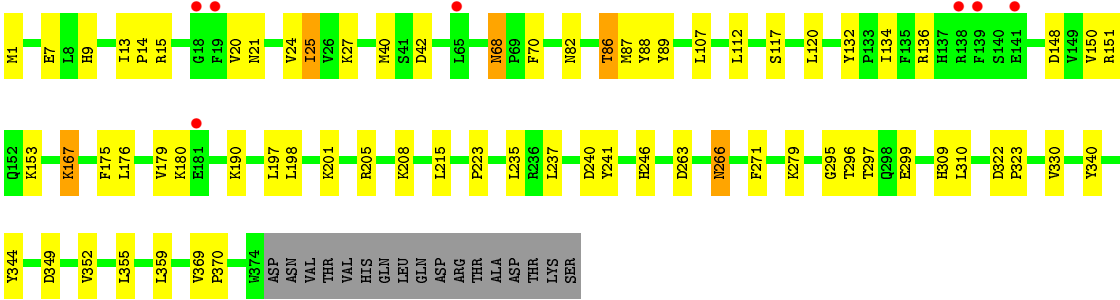 M1 E7 L8 H9 I13 P14 R15 G18 F19 V20 N21 V24 I25 V26 K27 M40 S41 D42 L65 N68 P69 F70 N82 T86 M87 Y88 Y89 L107 L112 S117 L120 Y132 P133 I134 F135 R136 H137 R138 F139 S140 E141 D148 V149 V150 R151
Q152 K153 K167 F175 L176 V179 K180 E181 K190 L197 L198 K201 R205 K208 L215 P223 L235 R236 L237 D240 Y241 H246 D263 N266 F271 K279 G295 T296 T297 Q298 E299 H309 L310 D322 P323 V330 Y340
Y344 D349 V352 L355 L359 V369 P370 W374 ASP ASN VAL THR VAL HIS GLN LEU GLN ASP ARG THR ALA ASP THR LYS SER